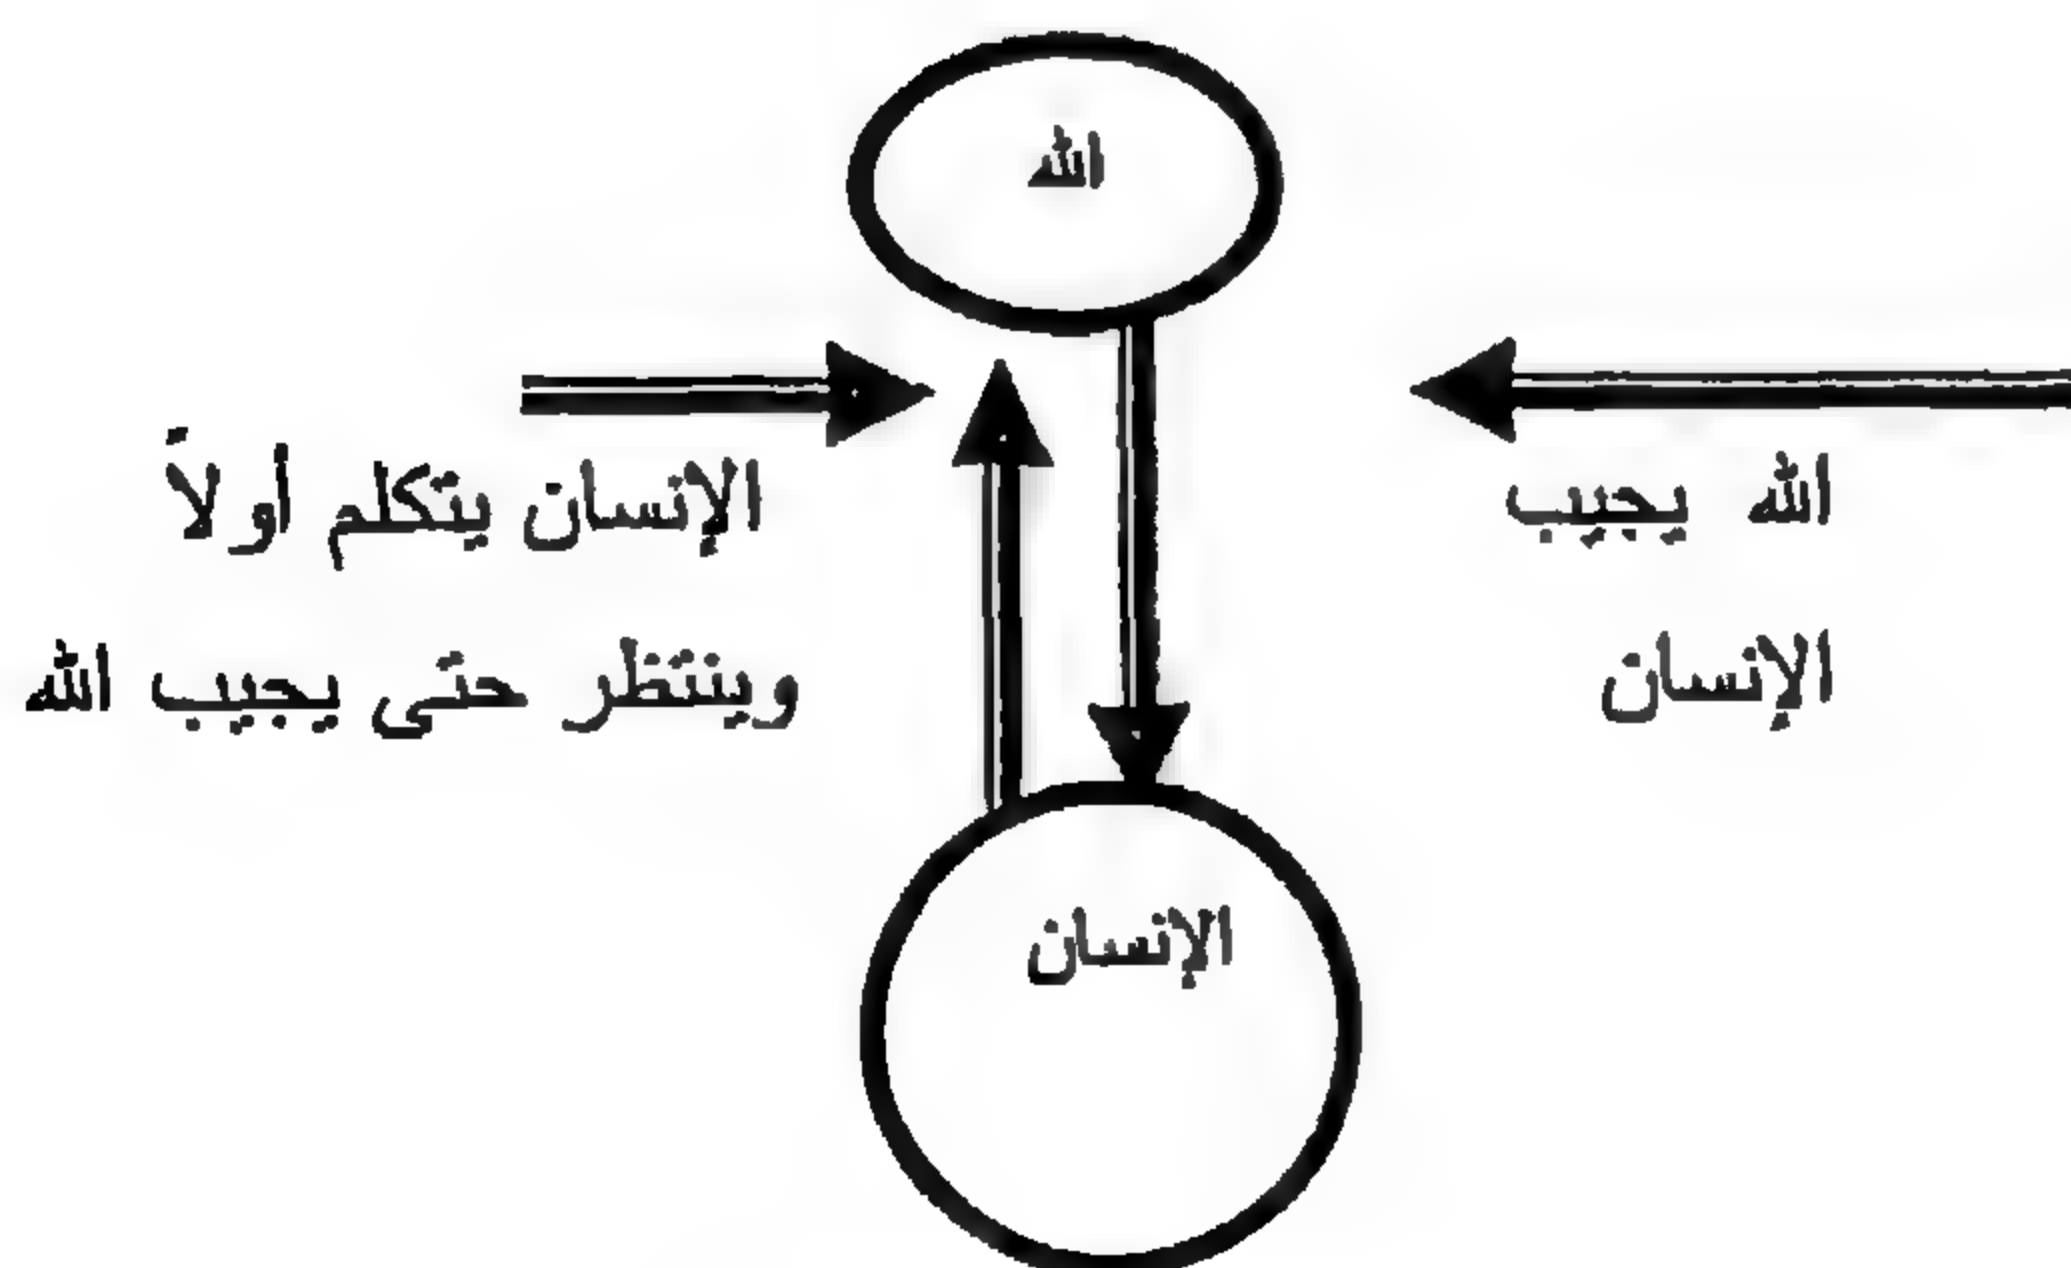 الله
الله يجيب
الإنسان
الإنسان يتكلم أولاً
وينتظر حتى يجيب الله
الإنسان